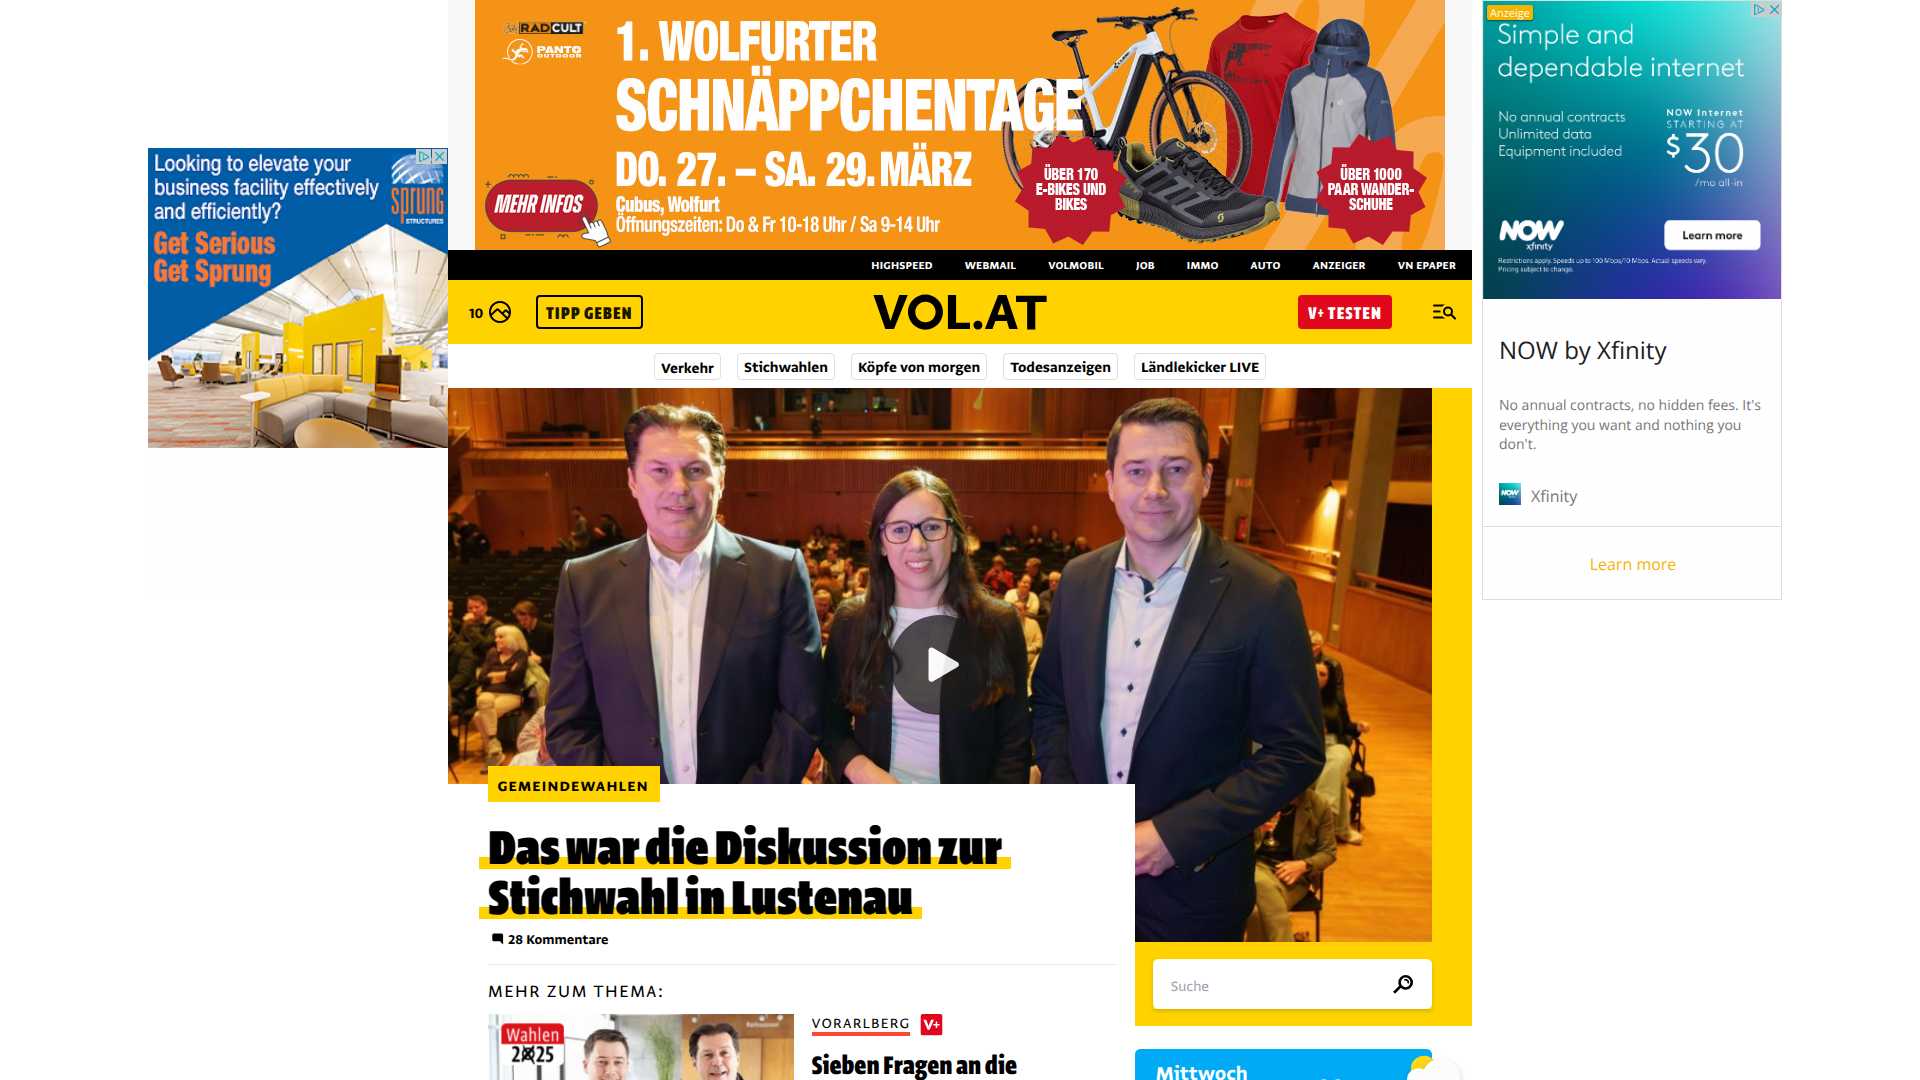 RADCULT
PANTO
OUTDOOR
1. WOLFURTER
SCHNÄPPCHENTAGE
DO. 27. – SA. 29. MÄRZ
Cubus, Wolfurt
Öffnungszeiten: Do & Fr 10-18 Uhr / Sa 9-14 Uhr
MEHR INFOS
ÜBER 170
E-BIKES UND
BIKES
ÜBER 1000
PAAR WANDER-
SCHUHE
Anzeige
Simple and
dependable internet
No annual contracts
Unlimited data
Equipment included
NOW Internet
STARTING AT
$30
/mo all-in
NOW
xfinity
Learn more
Restrictions apply. Speeds up to 100 Mbps/10 Mbps. Actual speeds vary.
Pricing subject to change.
NOW by Xfinity
No annual contracts, no hidden fees. It's
everything you want and nothing you
don't.
NOW
Xfinity
Learn more
Looking to elevate your
business facility effectively
and efficiently?
Get Serious
Get Sprung
SPRUNG
STRUCTURES
HIGHSPEED
WEBMAIL
VOLMOBIL
JOB
IMMO
AUTO
ANZEIGER
VN EPAPER
10
TIPP GEBEN
VOL.AT
V+ TESTEN
Verkehr
Stichwahlen
Köpfe von morgen
Todesanzeigen
Ländlekicker LIVE
GEMEINDEWAHLEN
Das war die Diskussion zur
Stichwahl in Lustenau
28 Kommentare
MEHR ZUM THEMA:
Wahlen
2025
VORARLBERG
V+
Sieben Fragen an die
Suche
Mittwoch